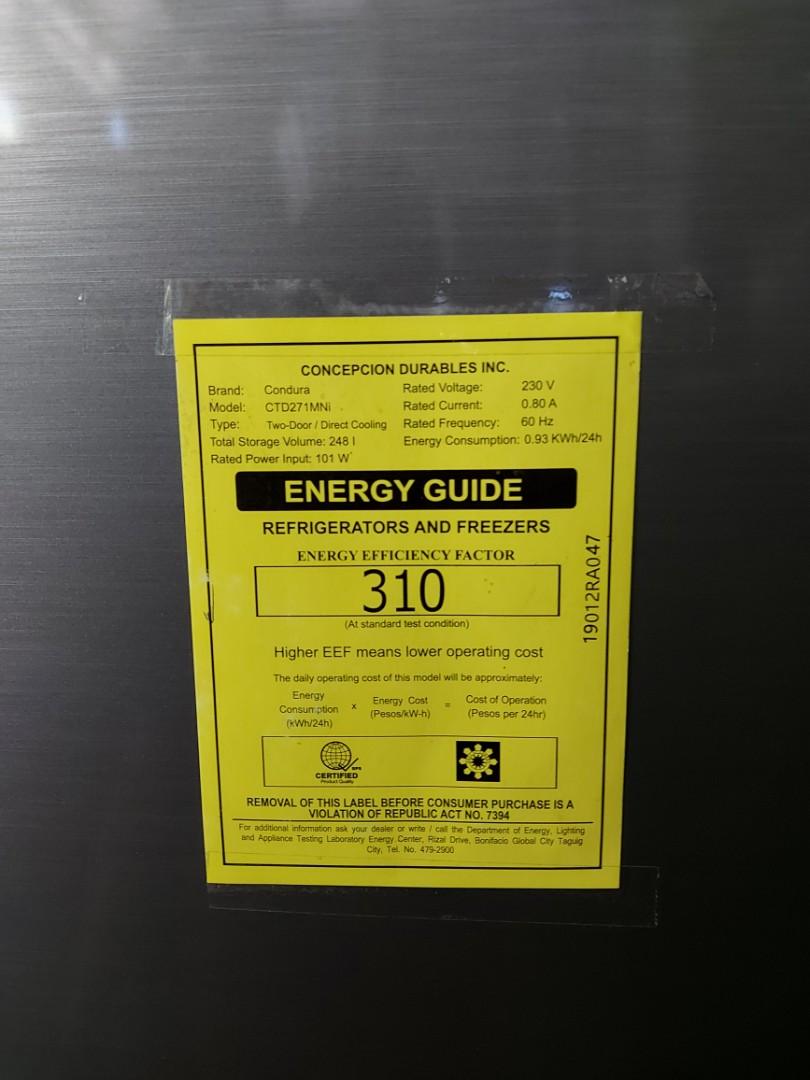 CONCEPCION DURABLES INC.
Brand: Condura Rated Voltage: 230 V
Model: CTD271MNi Rated Current: 0.80 A
Type: Two-Door / Direct Cooling Rated Frequency: 60 Hz
Total Storage Volume: 248 l Energy Consumption: 0.93 KWh/24h
Rated Power Input: 101 W
ENERGY GUIDE
REFRIGERATORS AND FREEZERS
ENERGY EFFICIENCY FACTOR
310
(At standard test condition)
19012RA047
Higher EEF means lower operating cost
The daily operating cost of this model will be approximately:
Energy Consumption (kWh/24h) x Energy Cost (Pesos/kW-h) = Cost of Operation (Pesos per 24hr)
BPS
CERTIFIED
Product Quality
REMOVAL OF THIS LABEL BEFORE CONSUMER PURCHASE IS A
VIOLATION OF REPUBLIC ACT NO. 7394
For additional information ask your dealer or write / call the Department of Energy, Lighting
and Appliance Testing Laboratory Energy Center, Rizal Drive, Bonifacio Global City Taguig
City, Tel. No. 479-2900